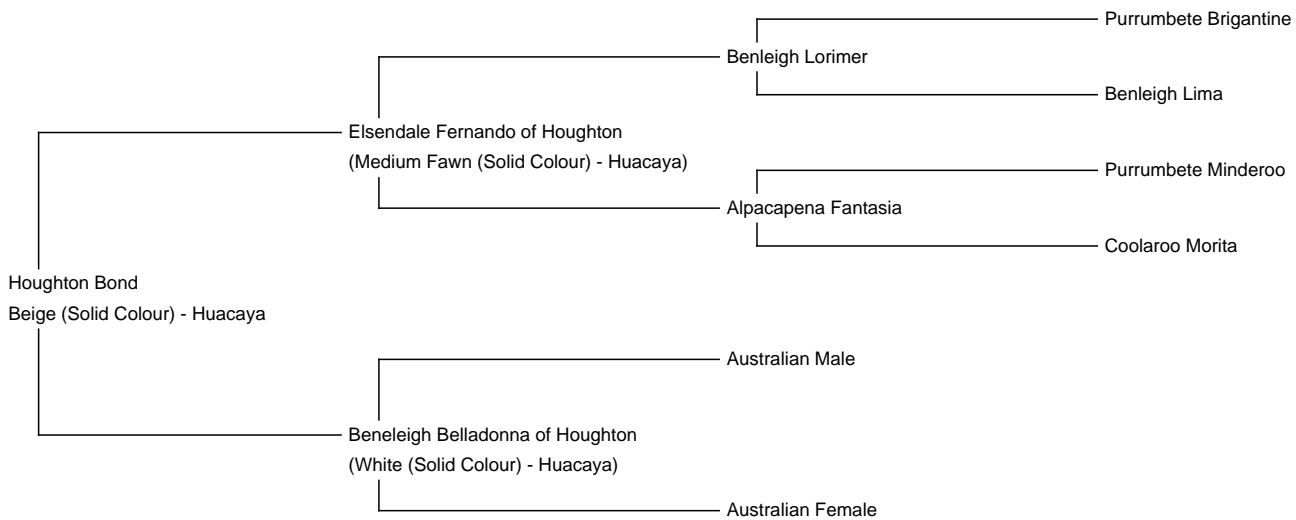 Purrumbete Brigantine
Benleigh Lorimer
Benleigh Lima
Elsendale Fernando of Houghton
(Medium Fawn (Solid Colour) - Huacaya)
Purrumbete Minderoo
Alpacapena Fantasia
Coolaroo Morita
Houghton Bond
Beige (Solid Colour) - Huacaya
Australian Male
Beneleigh Belladonna of Houghton
(White (Solid Colour) - Huacaya)
Australian Female